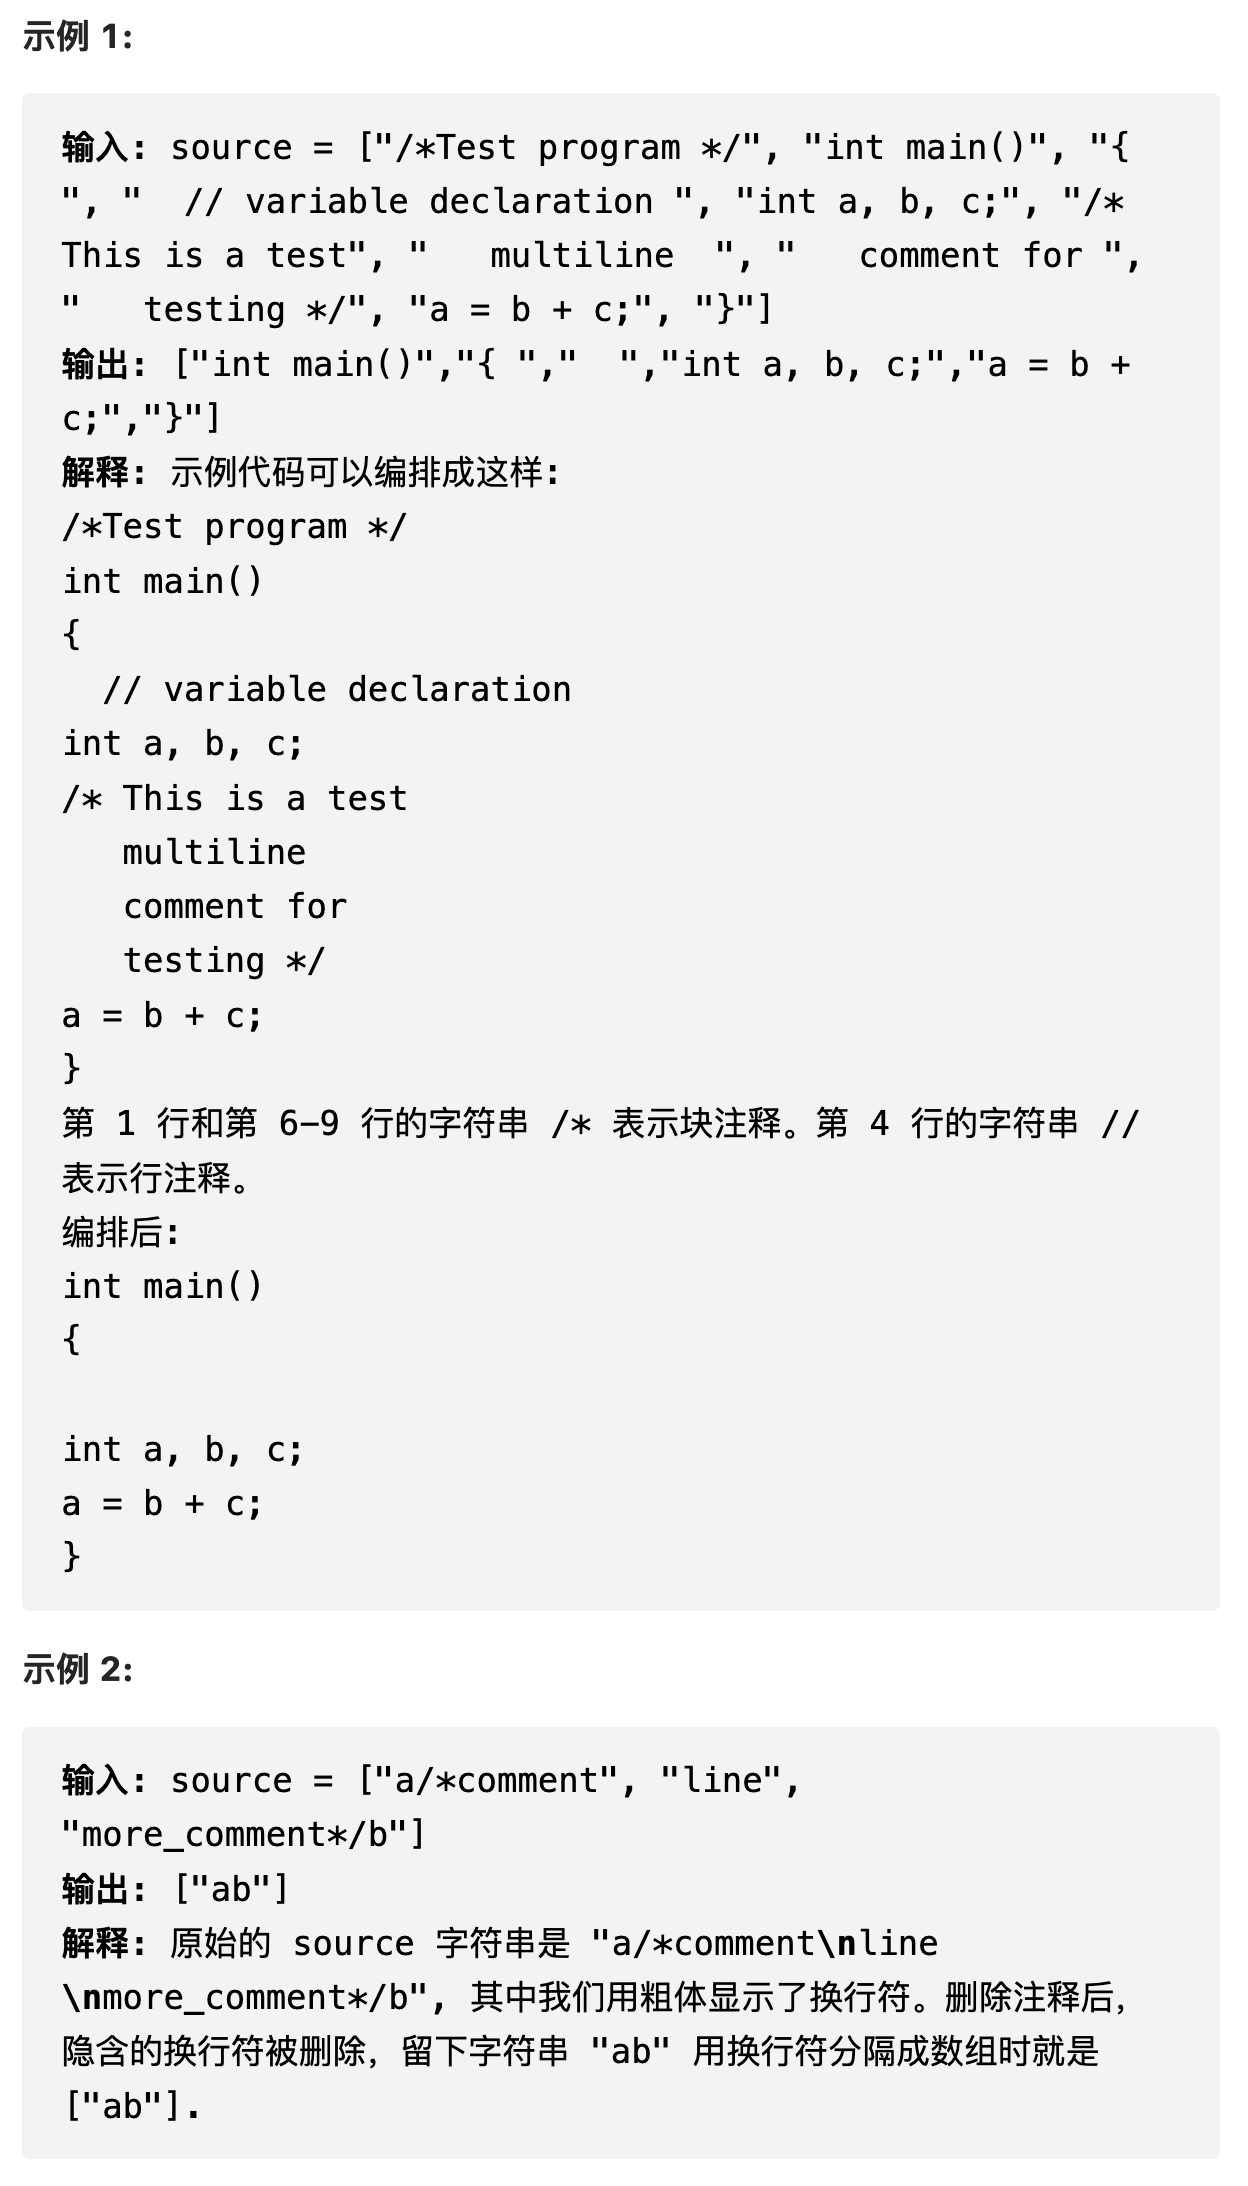 示例 1:
输入: source = ["/*Test program */", "int main()", "{
", "  // variable declaration ", "int a, b, c;", "/*
This is a test", "   multiline  ", "   comment for ",
"   testing */", "a = b + c;", "}"]
输出: ["int main()","{ ","  ","int a, b, c;","a = b +
c;","}"]
解释: 示例代码可以编排成这样:
/*Test program */
int main()
{
  // variable declaration
int a, b, c;
/* This is a test
   multiline
   comment for
   testing */
a = b + c;
}
第 1 行和第 6-9 行的字符串 /* 表示块注释。第 4 行的字符串 //
表示行注释。
编排后:
int main()
{
int a, b, c;
a = b + c;
}
示例 2:
输入: source = ["a/*comment", "line",
"more_comment*/b"]
输出: ["ab"]
解释: 原始的 source 字符串是 "a/*comment\nline
\nmore_comment*/b", 其中我们用粗体显示了换行符。删除注释后，
隐含的换行符被删除，留下字符串 "ab" 用换行符分隔成数组时就是
["ab"].